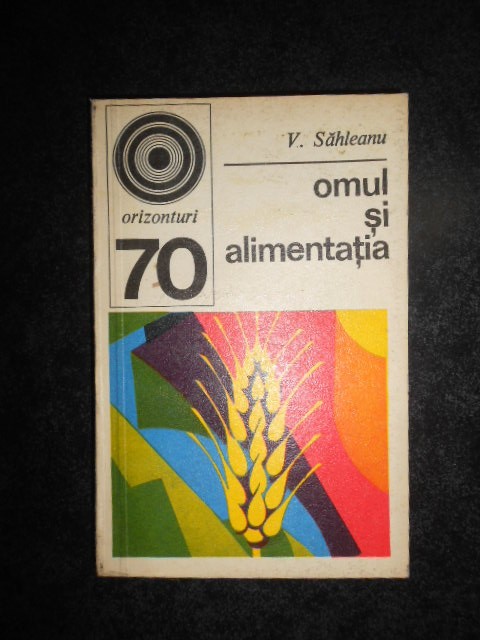 orizonturi
70
V. Săhleanu
omul
și
alimentația